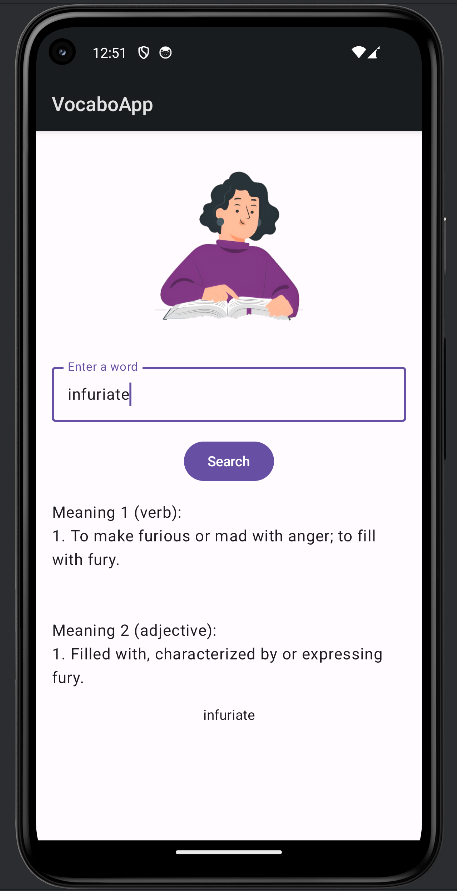 12:51
VocaboApp
Enter a word
infuriate
Search
Meaning 1 (verb):
1. To make furious or mad with anger; to fill
with fury.
Meaning 2 (adjective):
1. Filled with, characterized by or expressing
fury.
infuriate